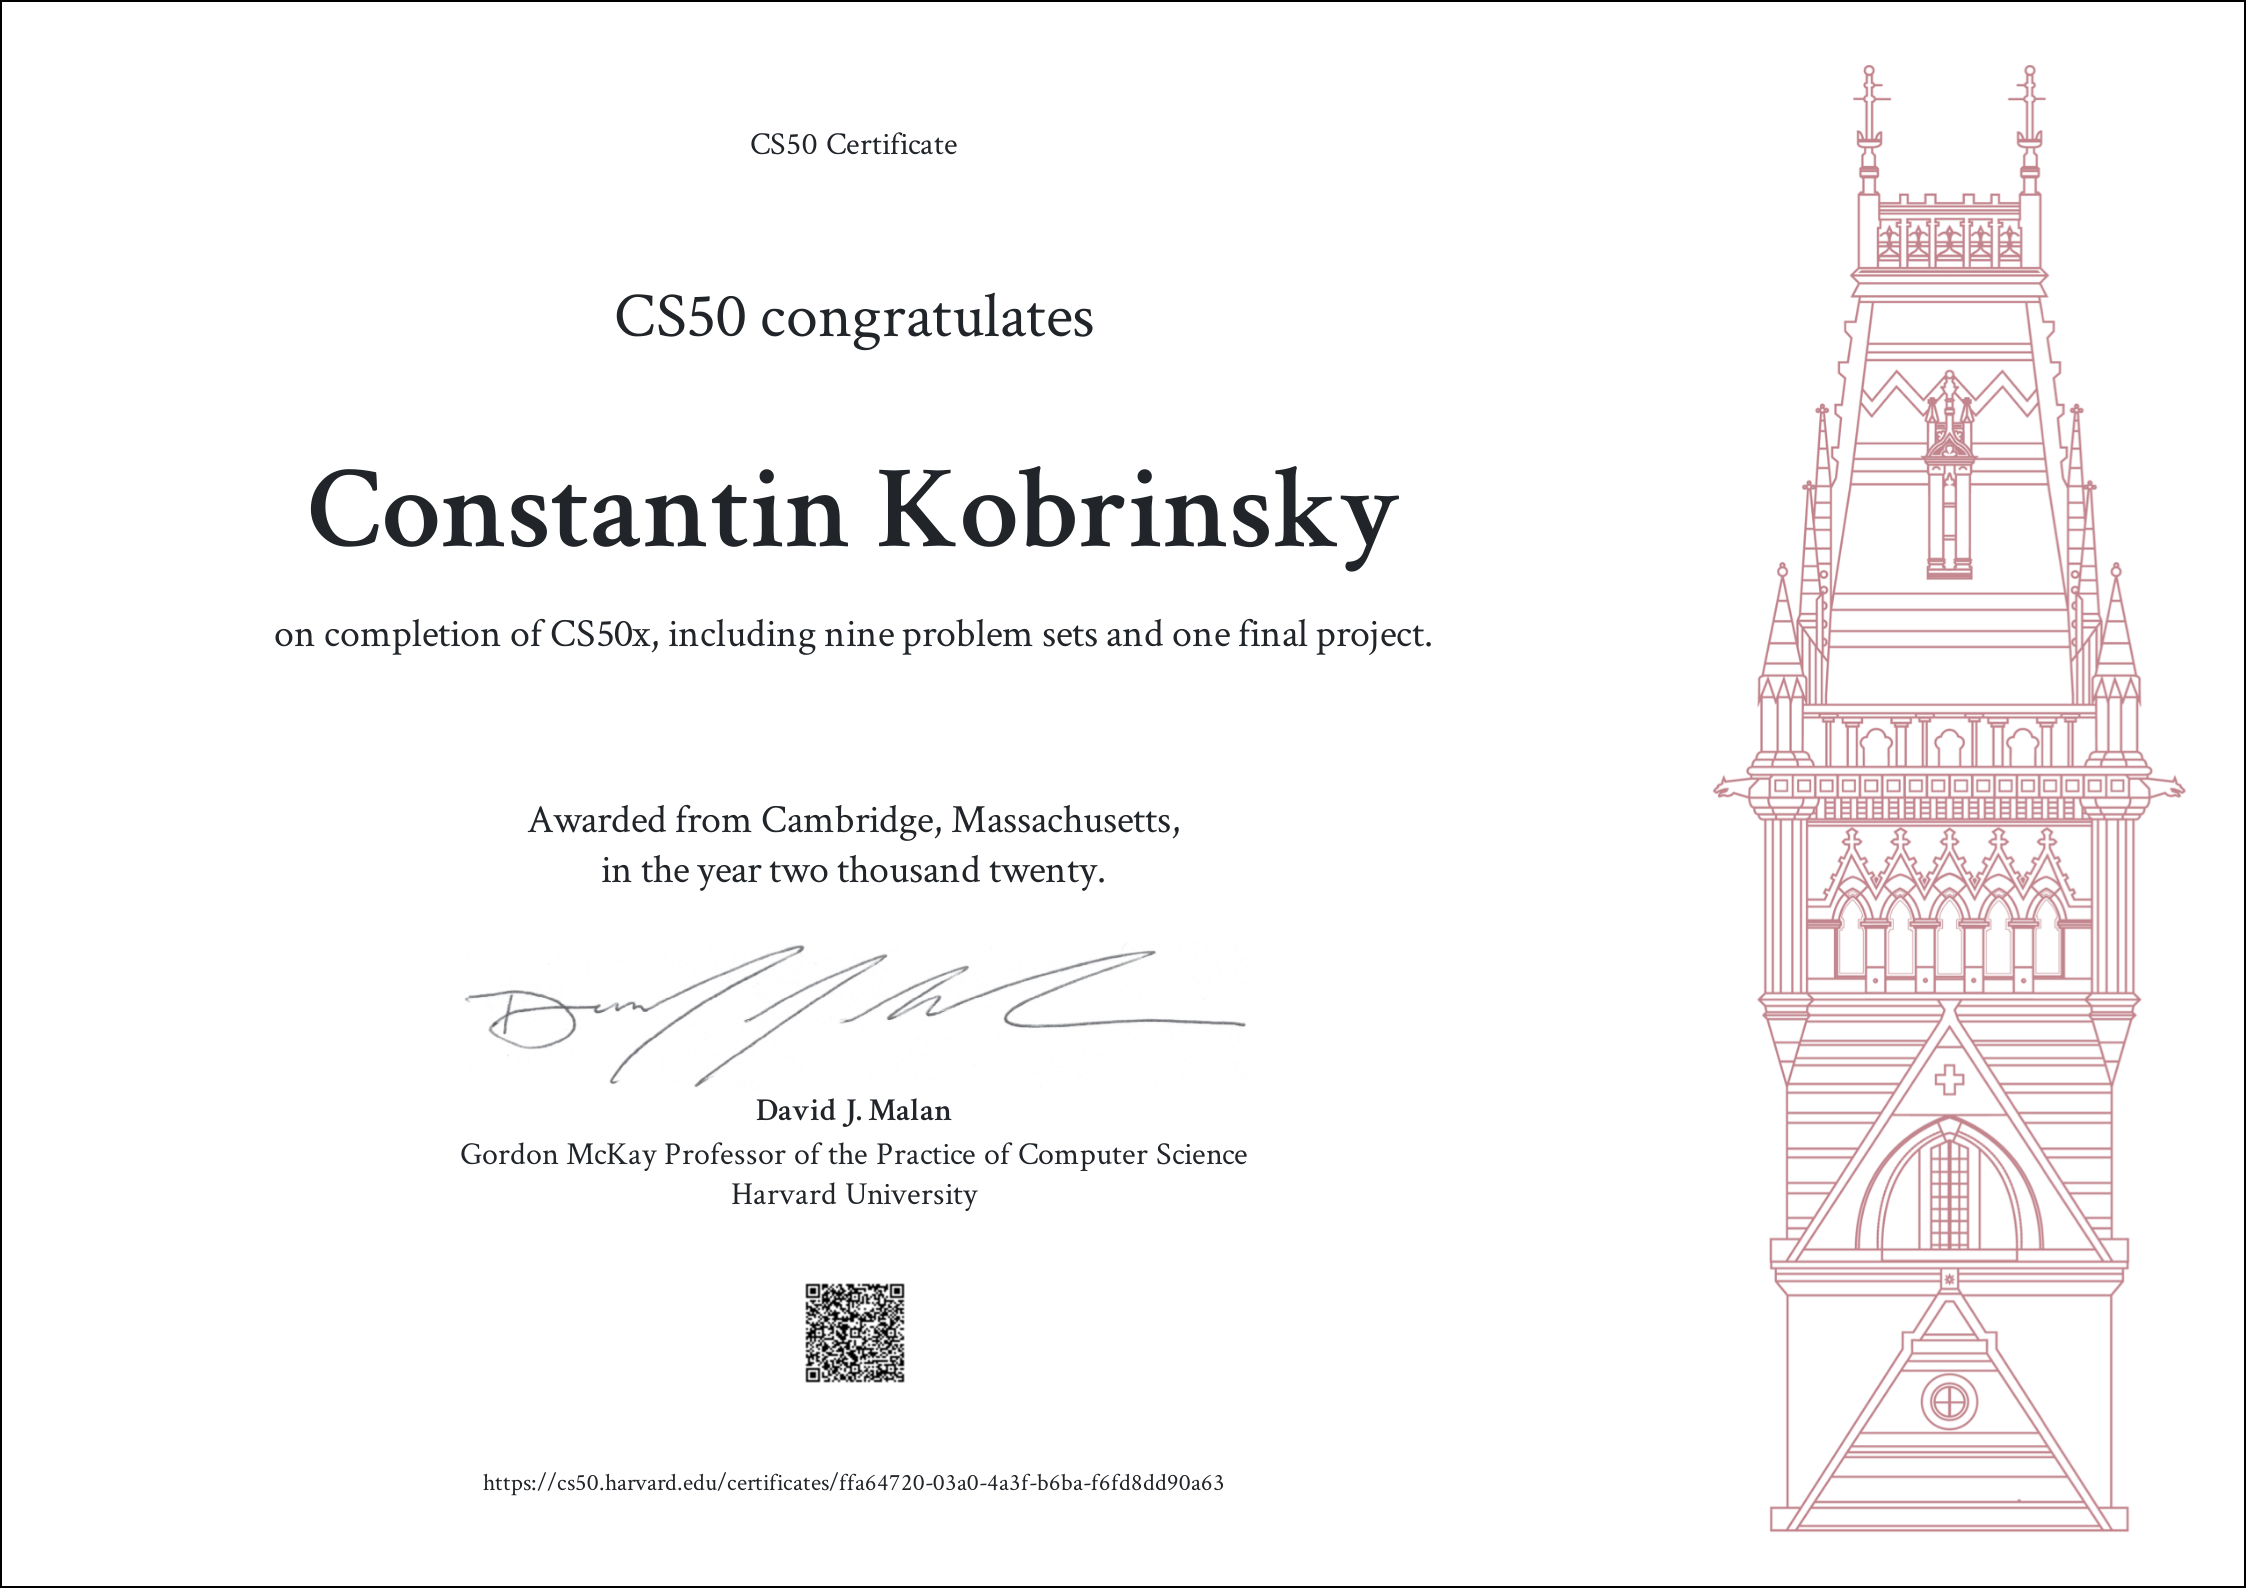 CS50 Certificate
CS50 congratulates
Constantin Kobrinsky
on completion of CS50x, including nine problem sets and one final project.
Awarded from Cambridge, Massachusetts,
in the year two thousand twenty.
David J. Malan
Gordon McKay Professor of the Practice of Computer Science
Harvard University
https://cs50.harvard.edu/certificates/ffa64720-03a0-4a3f-b6ba-f6fd8dd90a63